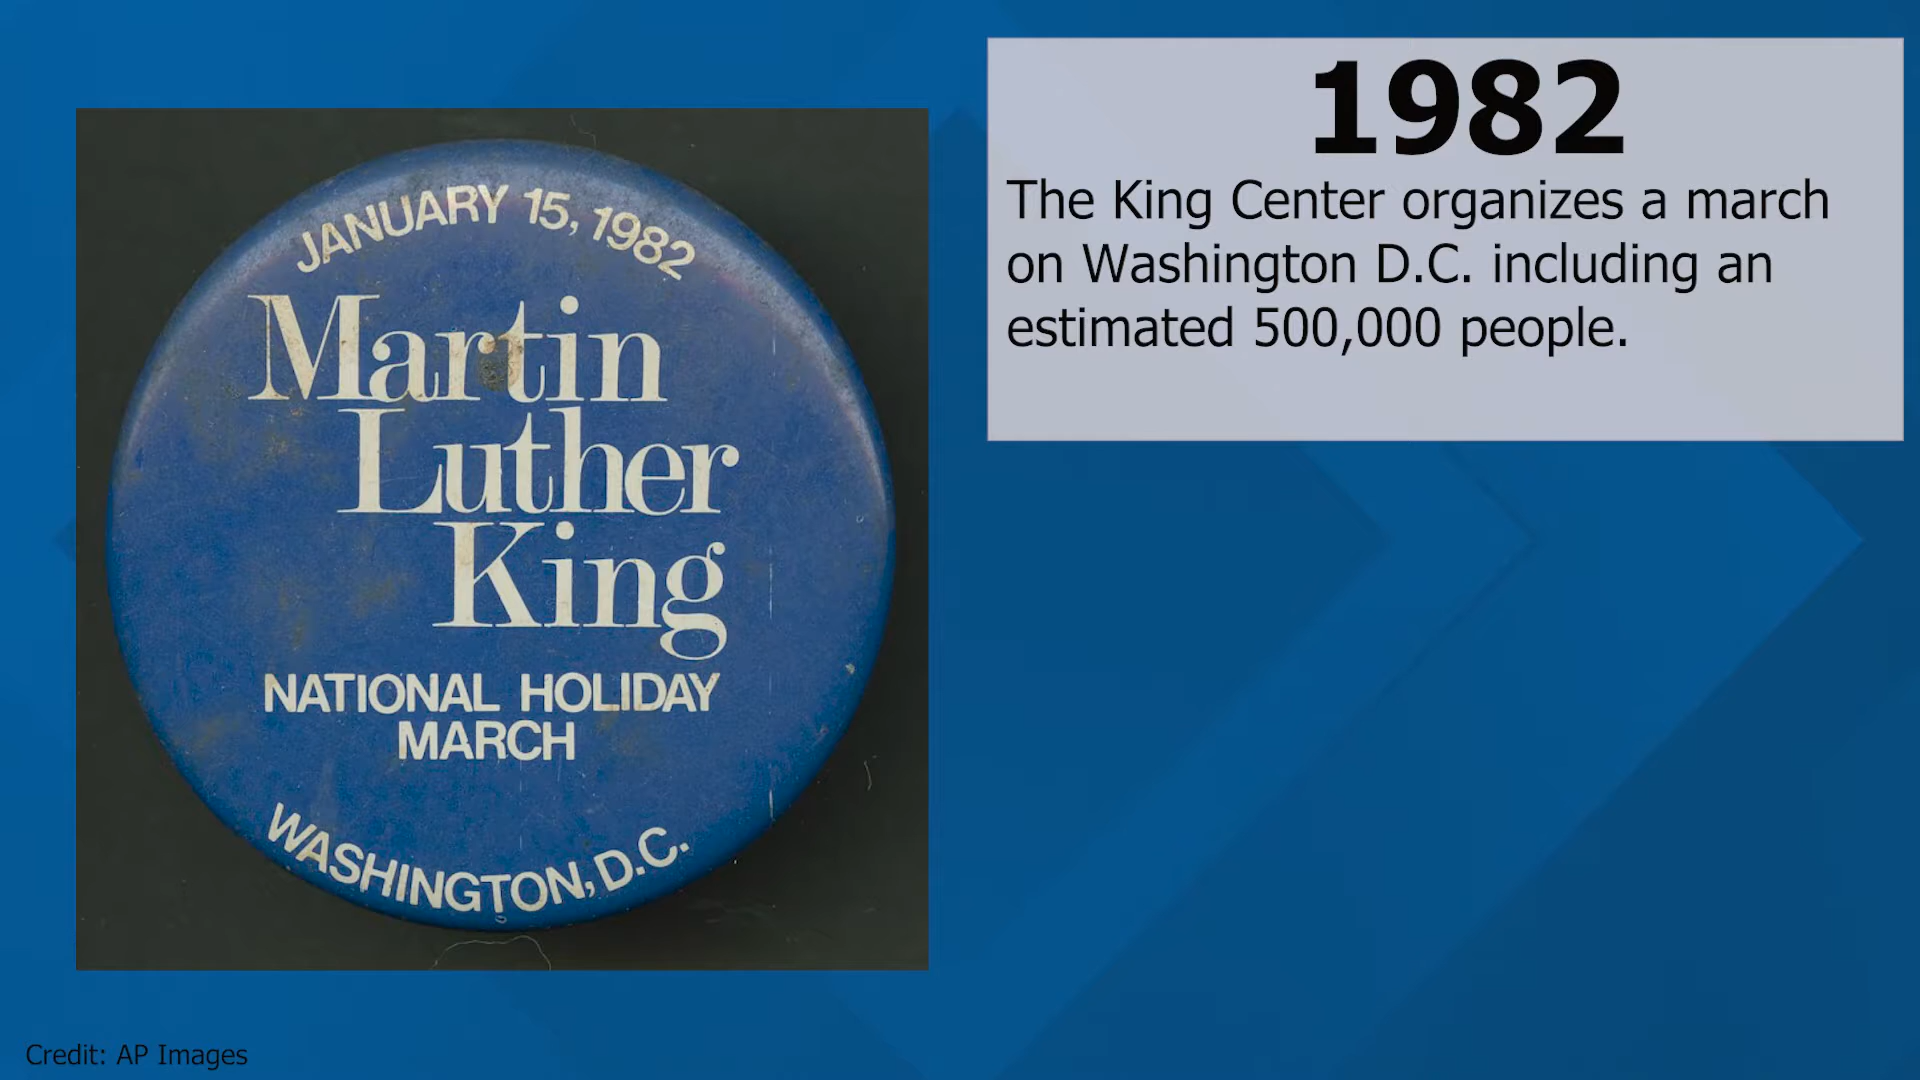 JANUARY 15, 1982
Martin
Luther
King
NATIONAL HOLIDAY
MARCH
WASHINGTON, D.C.
1982
The King Center organizes a march
on Washington D.C. including an
estimated 500,000 people.
Credit: AP Images